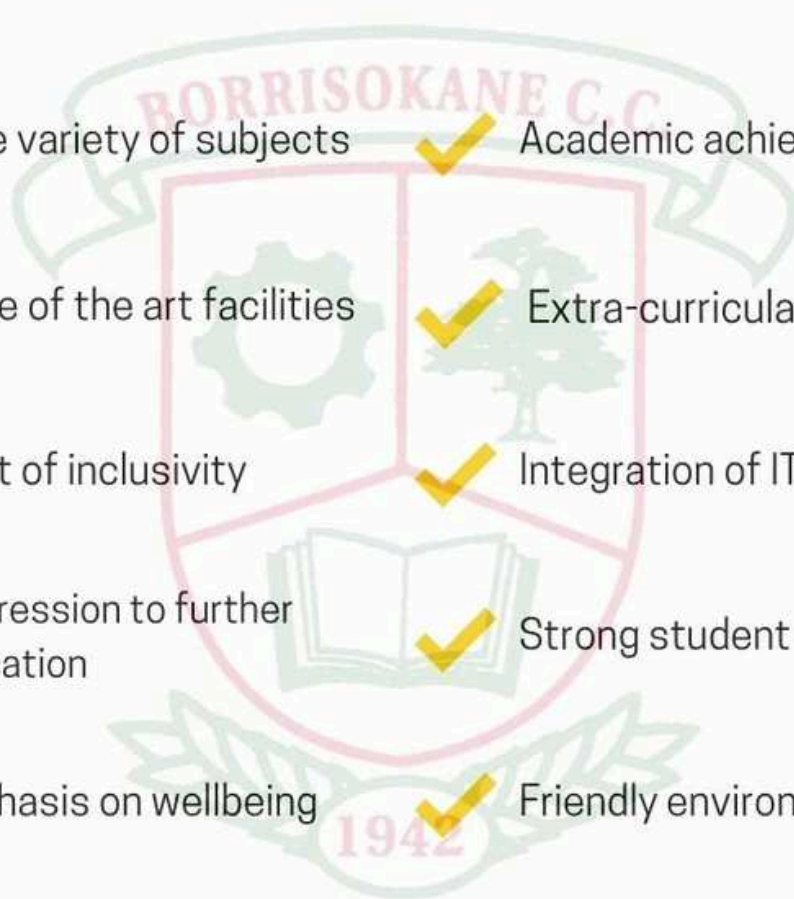 BORRISOKANE C.C.
e variety of subjects
Academic achie
e of the art facilities
Extra-curricula
t of inclusivity
Integration of IT
ression to further
ation
Strong student
hasis on wellbeing
Friendly environ
1942